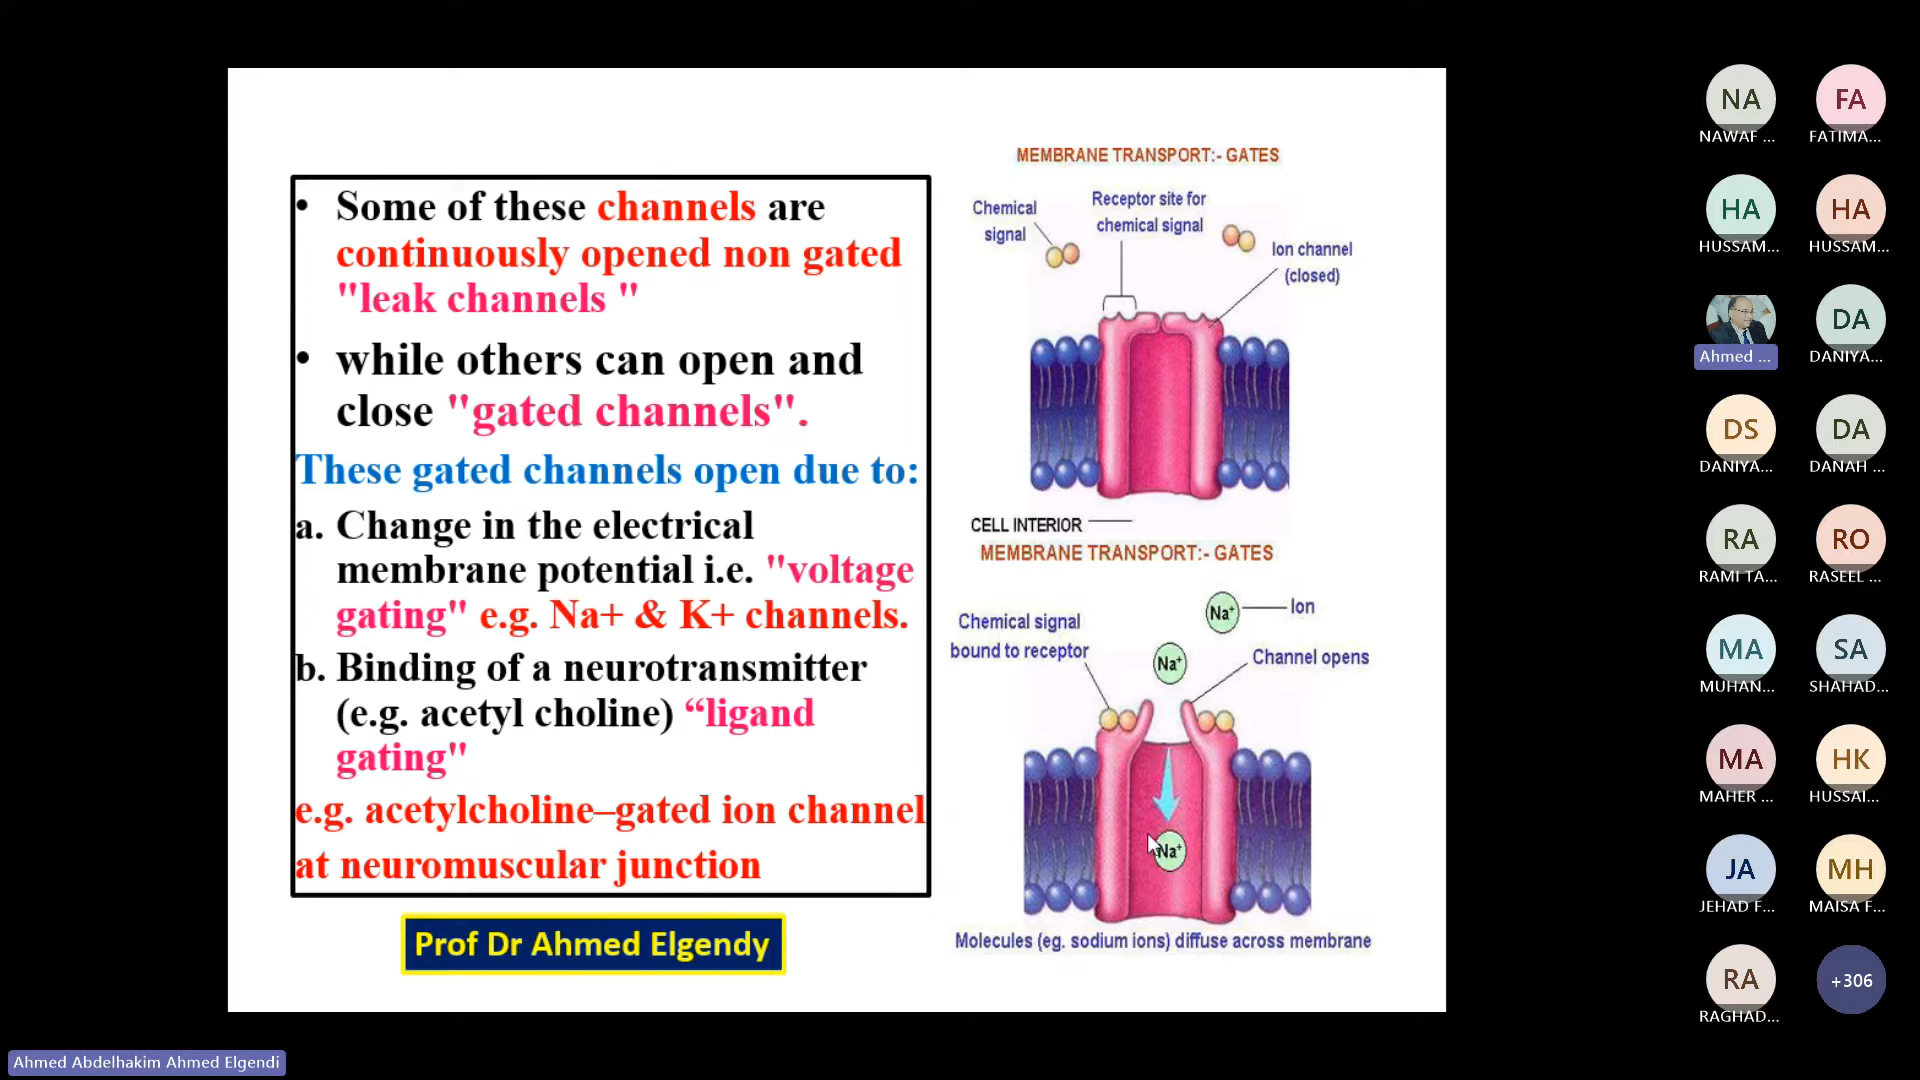 • Some of these channels are
continuously opened non gated
"leak channels "
• while others can open and
close "gated channels".
These gated channels open due to:
a. Change in the electrical
membrane potential i.e. "voltage
gating" e.g. Na+ & K+ channels.
b. Binding of a neurotransmitter
(e.g. acetyl choline) “ligand
gating"
e.g. acetylcholine–gated ion channel
at neuromuscular junction
Prof Dr Ahmed Elgendy
MEMBRANE TRANSPORT:- GATES
Chemical
signal
Receptor site for
chemical signal
Ion channel
(closed)
CELL INTERIOR
MEMBRANE TRANSPORT:- GATES
Na+
Ion
Chemical signal
bound to receptor
Na+
Channel opens
Na+
Molecules (eg. sodium ions) diffuse across membrane
NA
NAWAF ...
FA
FATIMA...
HA
HUSSAM...
HA
HUSSAM...
Ahmed ...
DA
DANIYA...
DS
DANIYA...
DA
DANAH ...
RA
RAMI TA...
RO
RASEEL ...
MA
MUHAN...
SA
SHAHAD...
MA
MAHER ...
HK
HUSSAI...
JA
JEHAD F...
MH
MAISA F...
RA
RAGHAD...
+306
Ahmed Abdelhakim Ahmed Elgendi